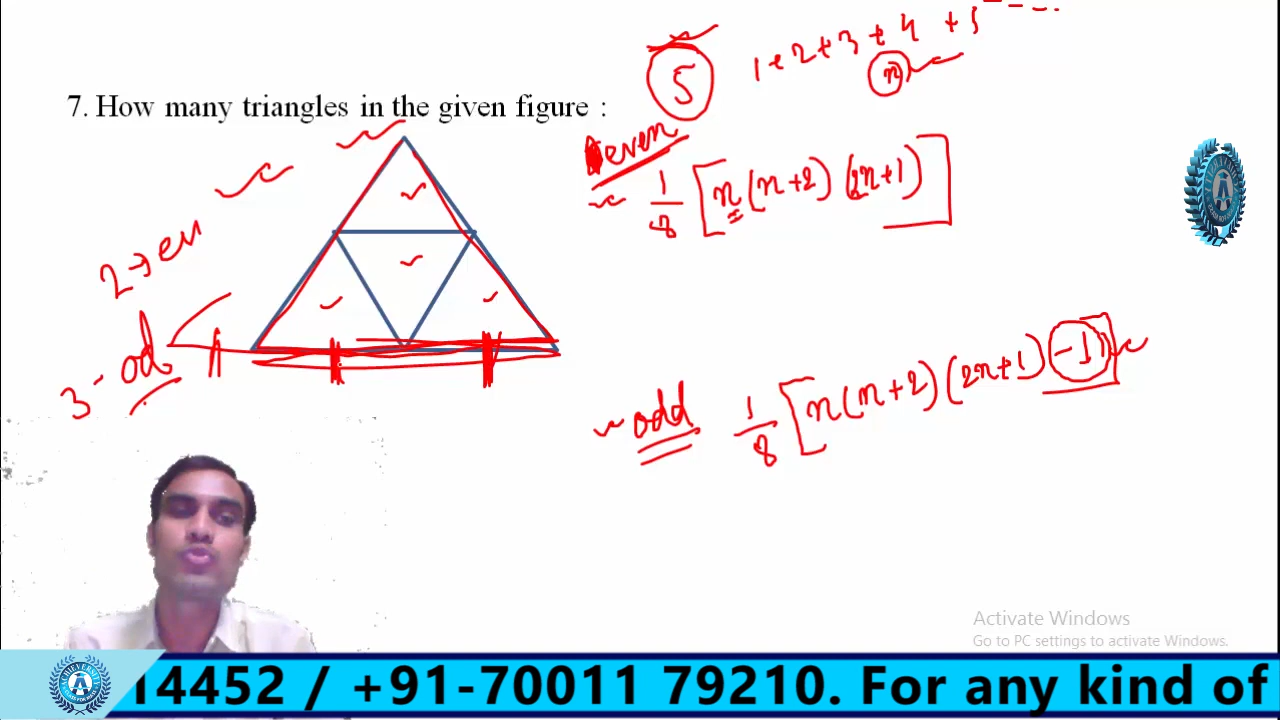 1+2+3+4+5---.
5
n
7. How many triangles in the given figure :
even
1/8 [n(n+2)(2n+1)]
2→ev
3-od
odd 1/8 [n(n+2)(2n+1)-1]
Activate Windows
Go to PC settings to activate Windows.
14452 / +91-70011 79210. For any kind of